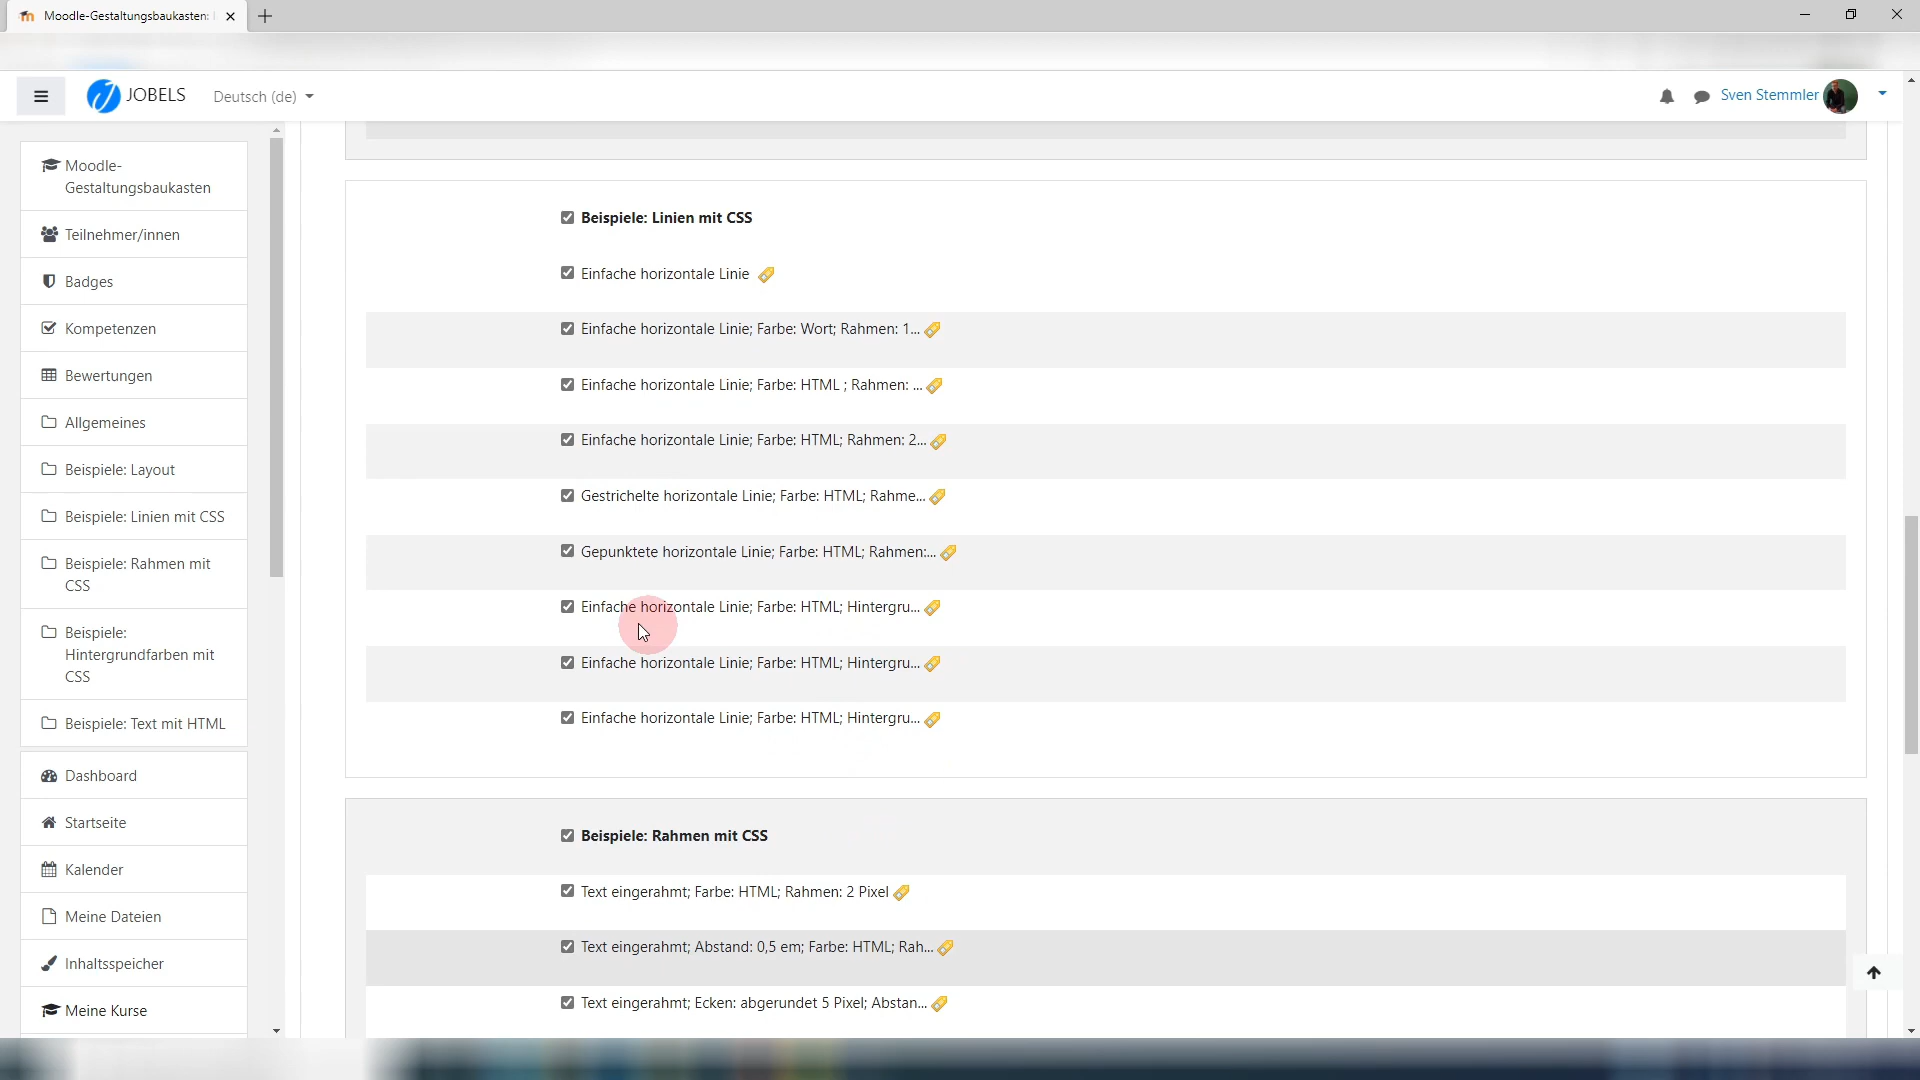 Moodle-Gestaltungsbaukasten:
JOBELS
Deutsch (de)
Sven Stemmler
Moodle-
Gestaltungsbaukasten
Teilnehmer/innen
Badges
Kompetenzen
Bewertungen
Allgemeines
Beispiele: Layout
Beispiele: Linien mit CSS
Beispiele: Rahmen mit
CSS
Beispiele:
Hintergrundfarben mit
CSS
Beispiele: Text mit HTML
Dashboard
Startseite
Kalender
Meine Dateien
Inhaltsspeicher
Meine Kurse
Beispiele: Linien mit CSS
Einfache horizontale Linie
Einfache horizontale Linie; Farbe: Wort; Rahmen: 1...
Einfache horizontale Linie; Farbe: HTML ; Rahmen: ...
Einfache horizontale Linie; Farbe: HTML; Rahmen: 2...
Gestrichelte horizontale Linie; Farbe: HTML; Rahme...
Gepunktete horizontale Linie; Farbe: HTML; Rahmen:...
Einfache horizontale Linie; Farbe: HTML; Hintergru...
Einfache horizontale Linie; Farbe: HTML; Hintergru...
Einfache horizontale Linie; Farbe: HTML; Hintergru...
Beispiele: Rahmen mit CSS
Text eingerahmt; Farbe: HTML; Rahmen: 2 Pixel
Text eingerahmt; Abstand: 0,5 em; Farbe: HTML; Rah...
Text eingerahmt; Ecken: abgerundet 5 Pixel; Abstan...